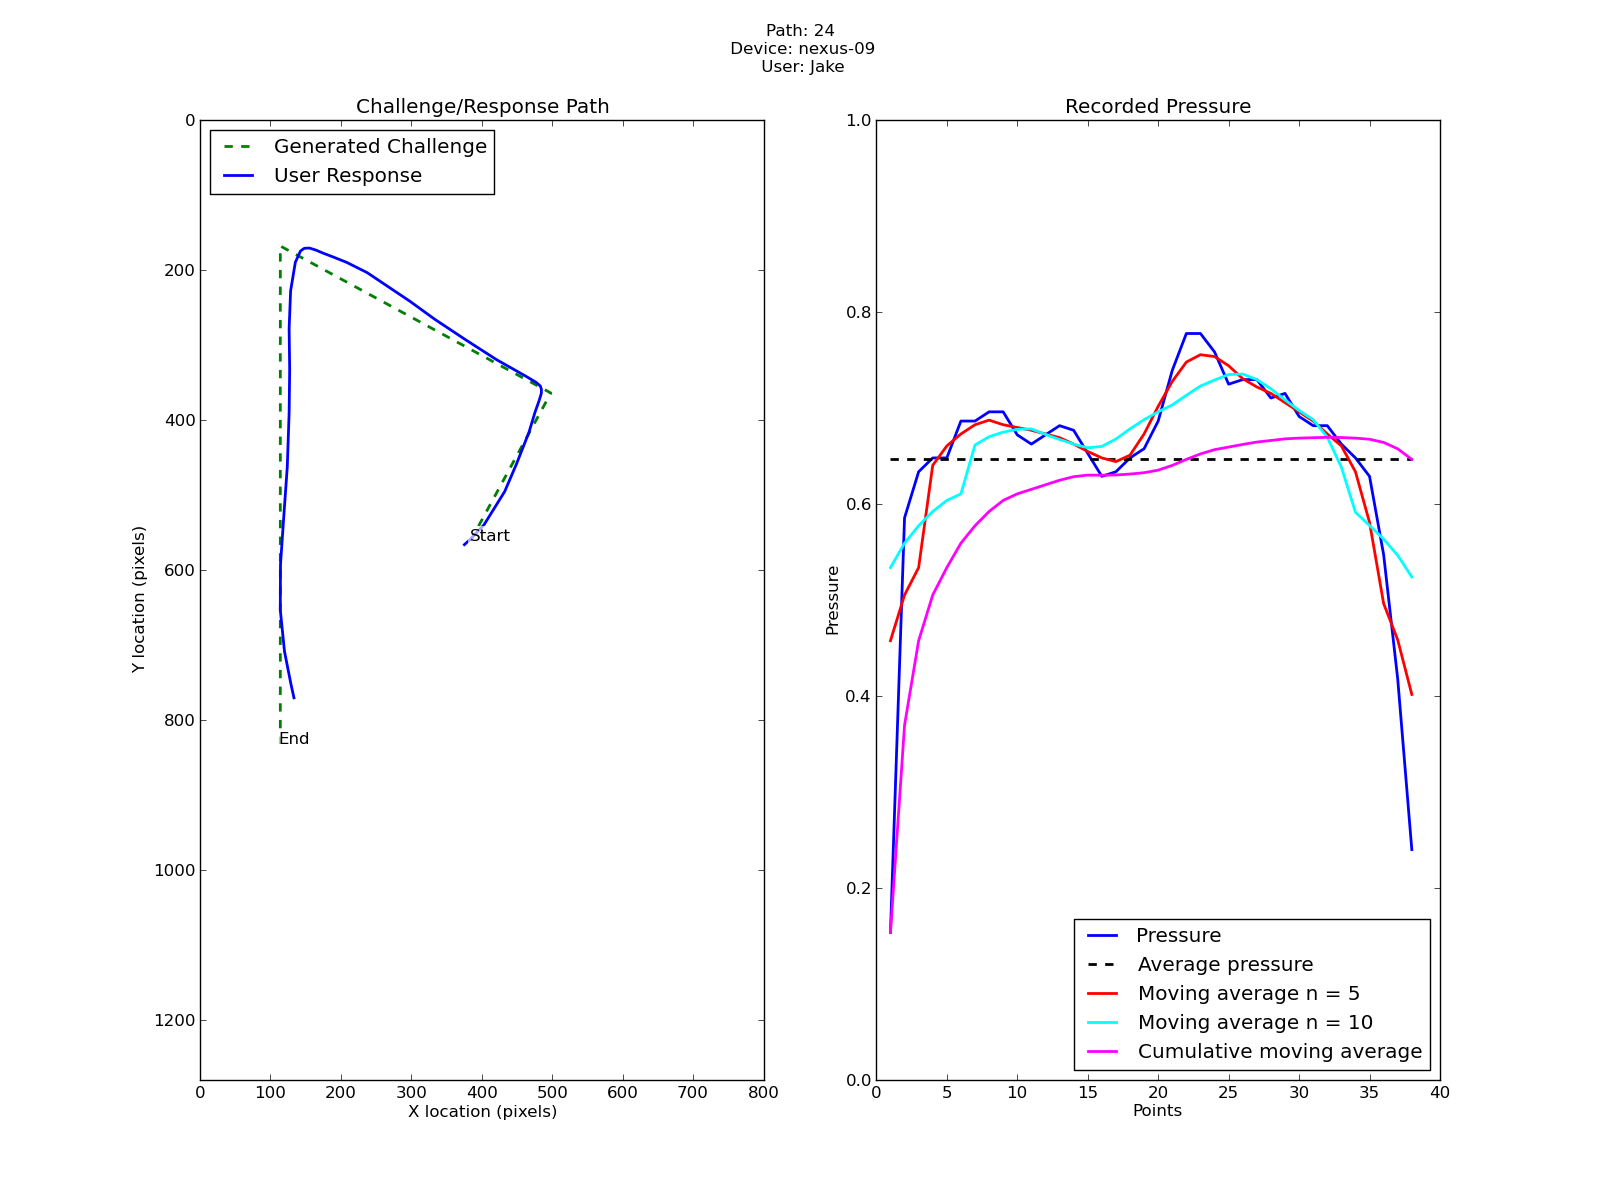 Path: 24
Device: nexus-09
User: Jake
Challenge/Response Path
Generated Challenge
User Response
0
200
400
600
800
1000
1200
Y location (pixels)
Start
End
0 100 200 300 400 500 600 700 800
X location (pixels)
Recorded Pressure
1.0
0.8
0.6
0.4
0.2
0.0
Pressure
Pressure
Average pressure
Moving average n = 5
Moving average n = 10
Cumulative moving average
0 5 10 15 20 25 30 35 40
Points